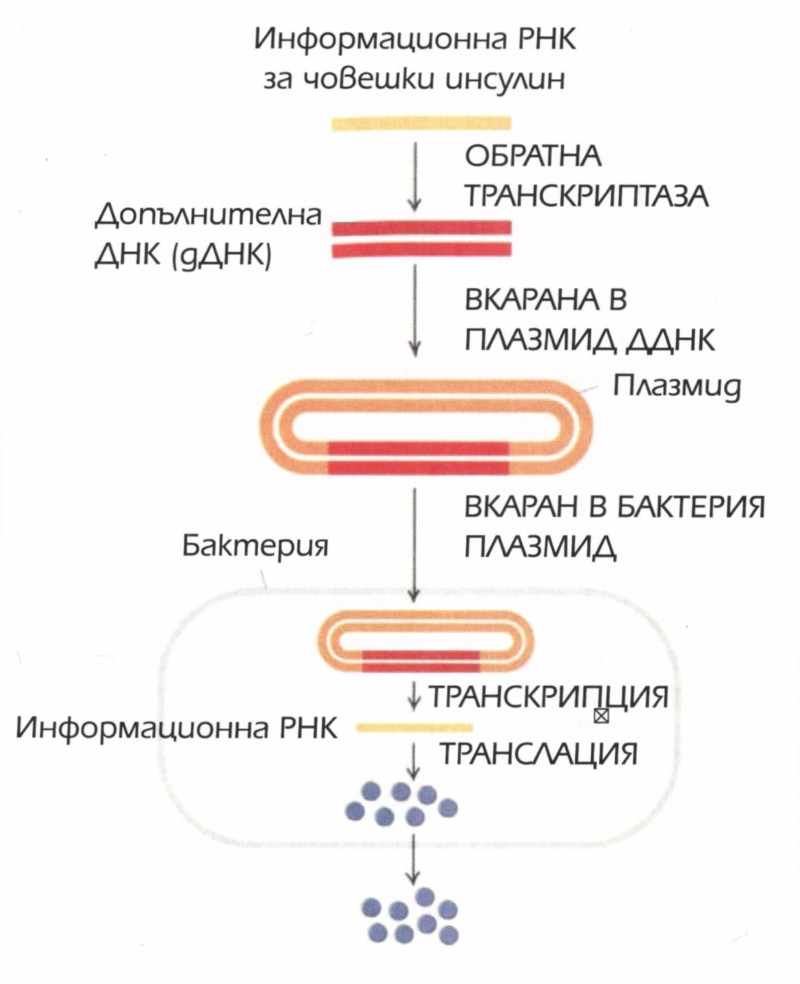 Информационна РНК
за човешки инсулин
ОБРАТНА
ТРАНСКРИПТАЗА
Допълнителна
ДНК (дДНК)
ВКАРАНА В
ПЛАЗМИД ДДНК
Плазмид
ВКАРАН В БАКТЕРИЯ
ПЛАЗМИД
Бактерия
ТРАНСКРИПЦИЯ
Информационна РНК
ТРАНСЛАЦИЯ